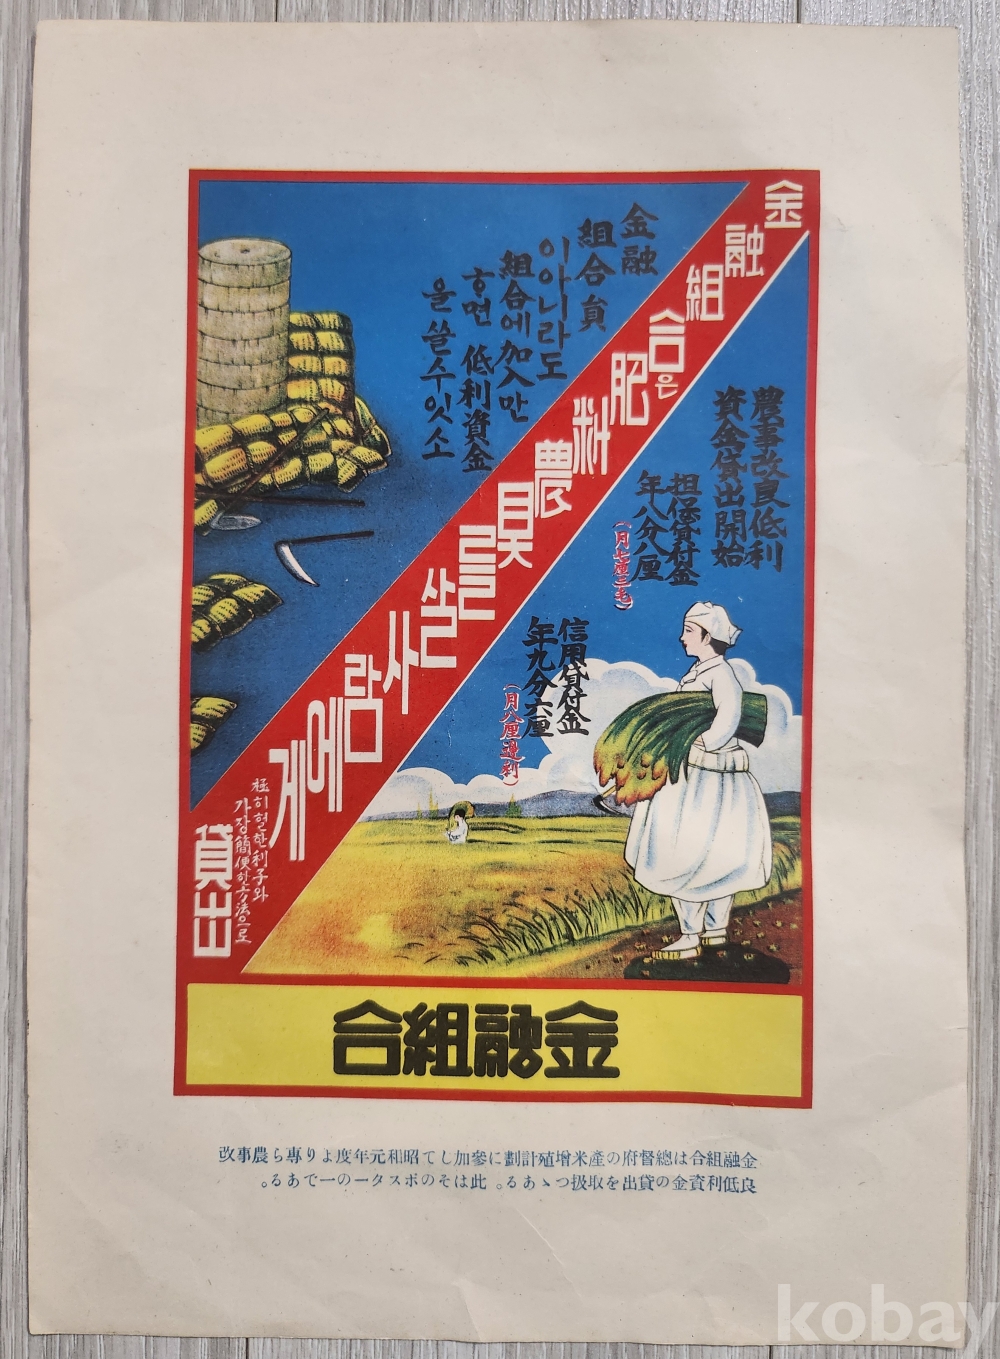 金融組合은肥料農具를살사람에게
極히헐한利子와
가장簡便한方法으로
貸出
金融
組合員
이아니라도
組合에加入만
ᄒᆞ면 低利資金
을쓸수잇소
農事改良低利
資金貸出開始
担保貸付金
年八分八厘
(月七厘三毛)
信用貸付金
年九分六厘
(月八厘邊利)
金融組合
金融組合は總督府の產米增殖計劃に參加して昭和元年度より專ら農事改
良低利資金の貸出を取扱つゝある。此はそのポスターの一である。
kobay